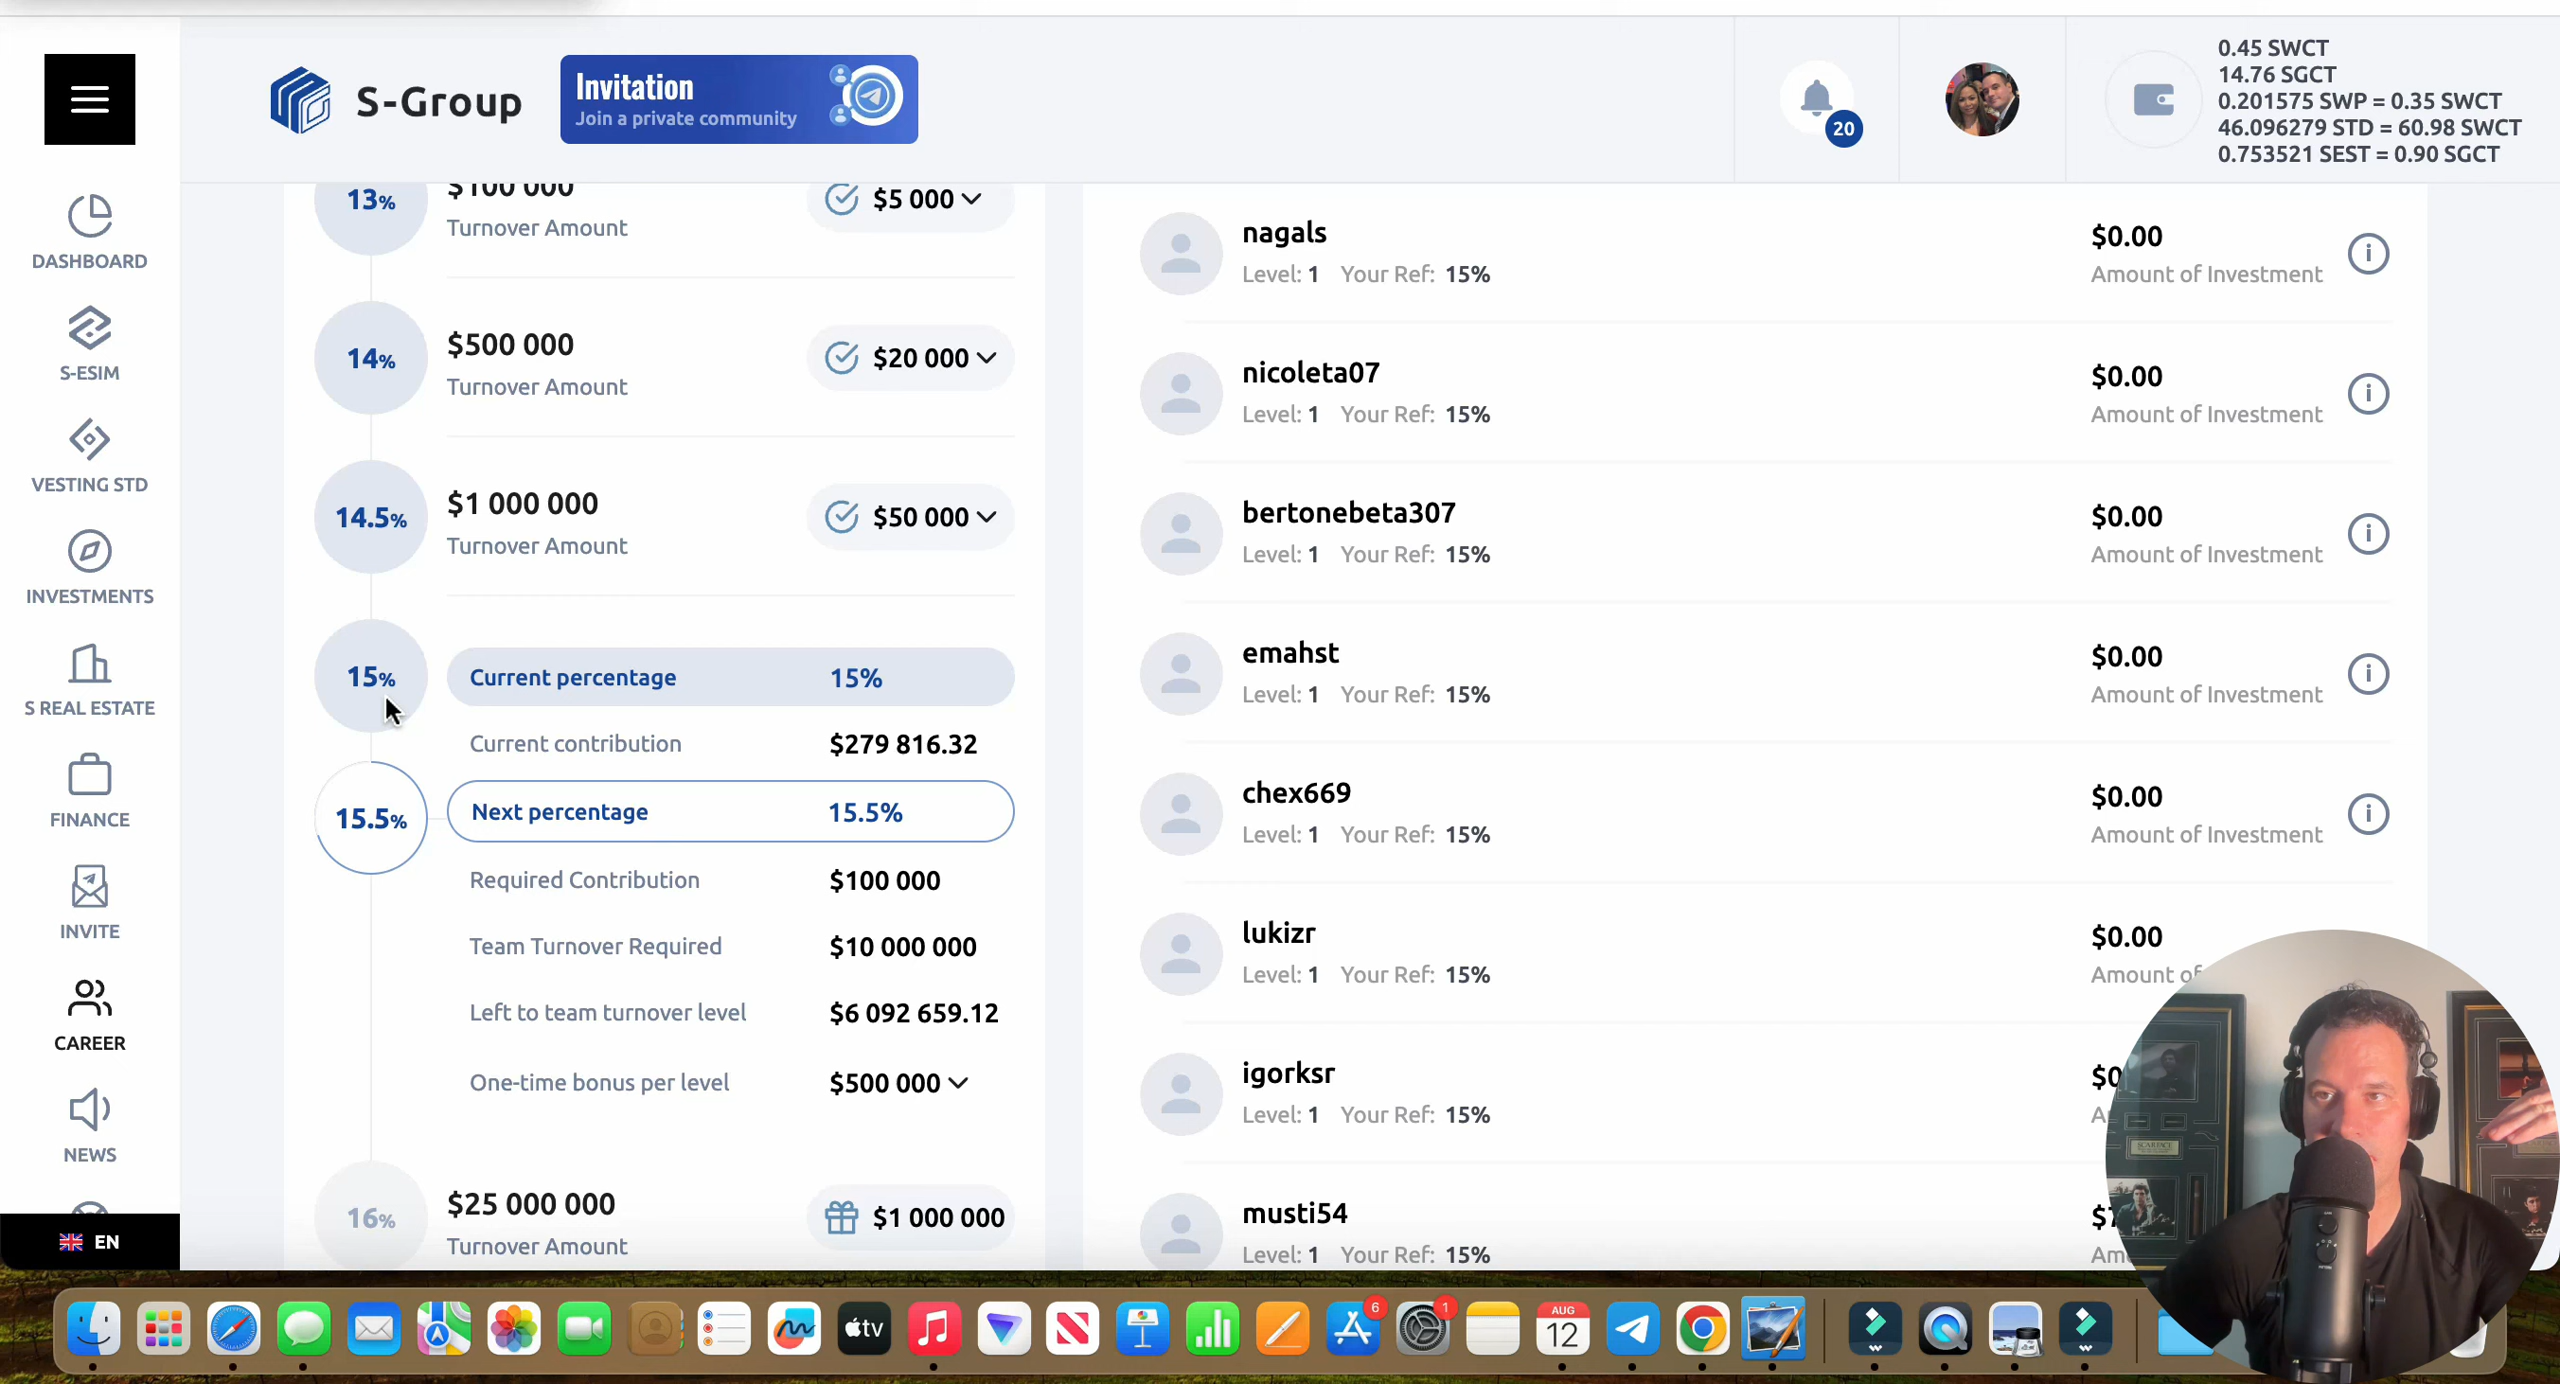 S-Group
Invitation
Join a private community
20
0.45 SWCT
14.76 SGCT
0.201575 SWP = 0.35 SWCT
46.096279 STD = 60.98 SWCT
0.753521 SEST = 0.90 SGCT
DASHBOARD
S-ESIM
VESTING STD
INVESTMENTS
S REAL ESTATE
FINANCE
INVITE
CAREER
NEWS
EN
13%
$100 000
Turnover Amount
$5 000
14%
$500 000
Turnover Amount
$20 000
14.5%
$1 000 000
Turnover Amount
$50 000
15%
Current percentage 15%
Current contribution $279 816.32
15.5%
Next percentage 15.5%
Required Contribution $100 000
Team Turnover Required $10 000 000
Left to team turnover level $6 092 659.12
One-time bonus per level $500 000
16%
$25 000 000
Turnover Amount
$1 000 000
nagals
Level: 1 Your Ref: 15%
$0.00
Amount of Investment
nicoleta07
Level: 1 Your Ref: 15%
$0.00
Amount of Investment
bertonebeta307
Level: 1 Your Ref: 15%
$0.00
Amount of Investment
emahst
Level: 1 Your Ref: 15%
$0.00
Amount of Investment
chex669
Level: 1 Your Ref: 15%
$0.00
Amount of Investment
lukizr
Level: 1 Your Ref: 15%
$0.00
Amount of
igorksr
Level: 1 Your Ref: 15%
musti54
Level: 1 Your Ref: 15%
SCARFACE
tv
6
1
AUG
12